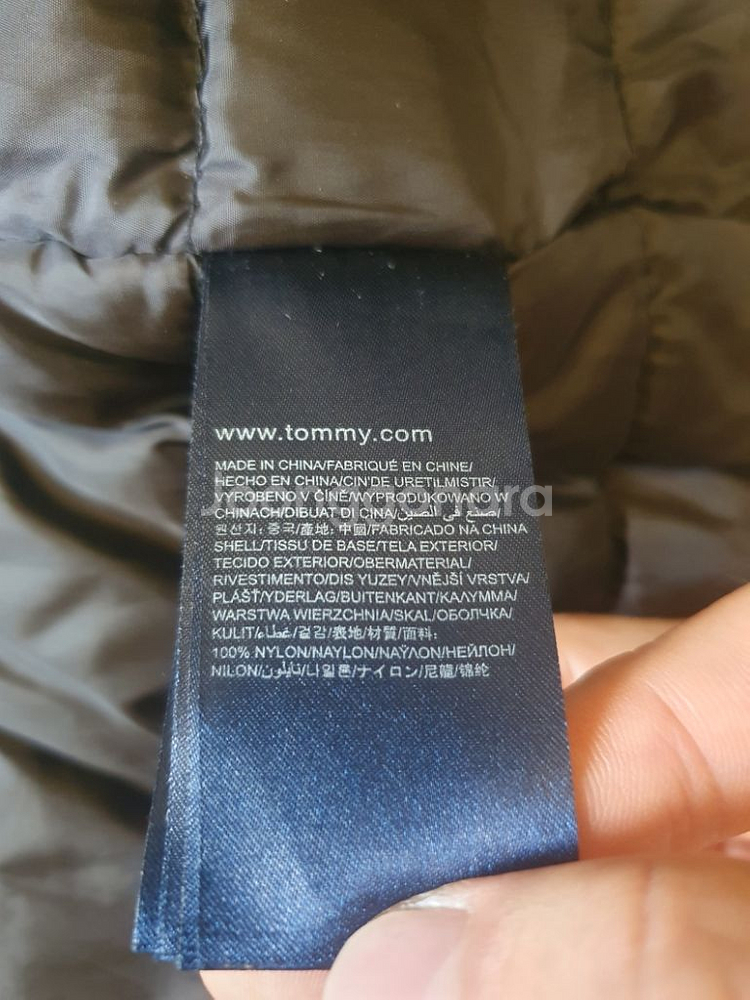 www.tommy.com
MADE IN CHINA/FABRIQUÉ EN CHINE/
HECHO EN CHINA/CIN'DE URETILMISTIR/
VYROBENO V ČÍNĚ/WYPRODUKOWANO W
CHINACH/DIBUAT DI CINA/صنع في الصين/
원산지: 중국/產地: 中國/FABRICADO NA CHINA
SHELL/TISSU DE BASE/TELA EXTERIOR/
TECIDO EXTERIOR/OBERMATERIAL/
RIVESTIMENTO/DIS YUZEY/VNĚJŠÍ VRSTVA/
PLÁŠŤ/YDERLAG/BUITENKANT/ΚΑΛΥΜΜΑ/
WARSTWA WIERZCHNIA/SKAL/ОБОЛЧКА/
KULIT/غطاء/겉감/表地/材質/面料:
100% NYLON/NAYLON/ΝΑΫΛΟΝ/НЕЙЛОН/
NILON/نايلون/나일론/ナイロン/尼龍/锦纶